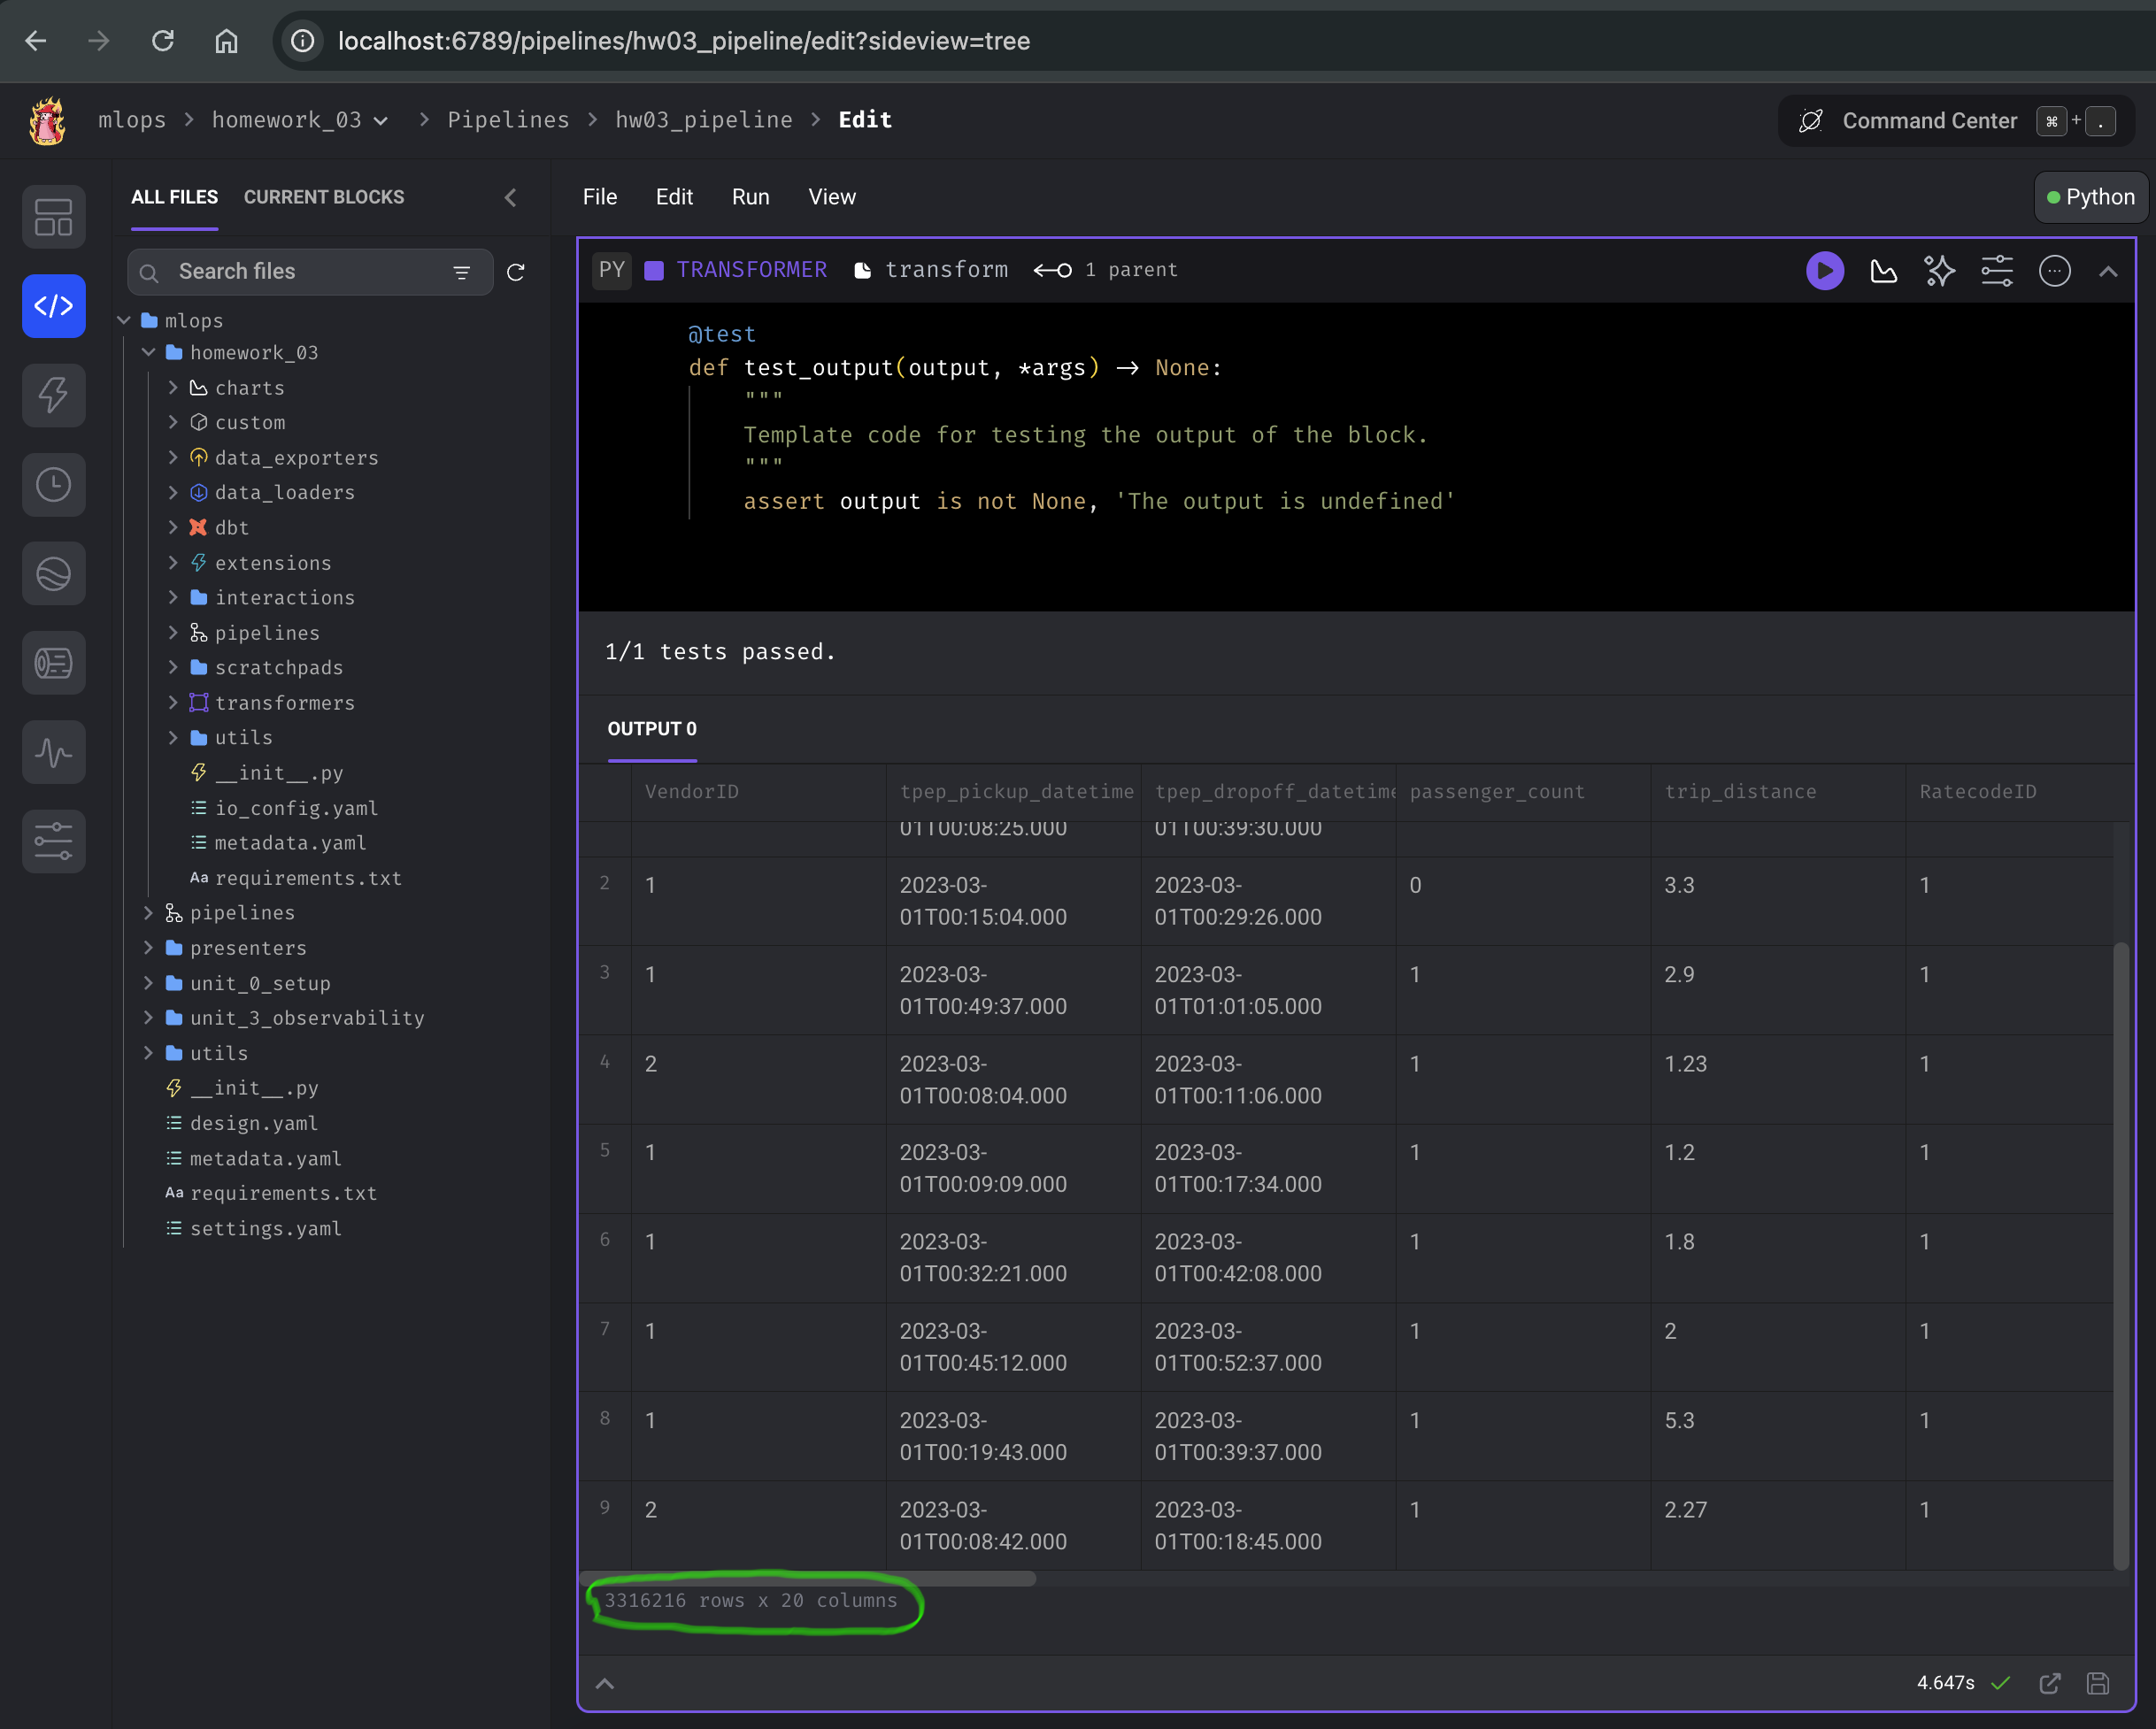 localhost:6789/pipelines/hw03_pipeline/edit?sideview=tree
mlops > homework_03 > Pipelines > hw03_pipeline > Edit
Command Center ⌘ + .
ALL FILES CURRENT BLOCKS
File Edit Run View
Python
Search files
mlops
homework_03
charts
custom
data_exporters
data_loaders
dbt
extensions
interactions
pipelines
scratchpads
transformers
utils
__init__.py
io_config.yaml
metadata.yaml
Aa requirements.txt
pipelines
presenters
unit_0_setup
unit_3_observability
utils
__init__.py
design.yaml
metadata.yaml
Aa requirements.txt
settings.yaml
PY TRANSFORMER transform 1 parent
@test
def test_output(output, *args) → None:
"""
Template code for testing the output of the block.
"""
assert output is not None, 'The output is undefined'
1/1 tests passed.
OUTPUT 0
VendorID tpep_pickup_datetime tpep_dropoff_datetime passenger_count trip_distance RatecodeID
01T00:08:25.000 01T00:39:30.000
2 1 2023-03- 2023-03- 0 3.3 1
01T00:15:04.000 01T00:29:26.000
3 1 2023-03- 2023-03- 1 2.9 1
01T00:49:37.000 01T01:01:05.000
4 2 2023-03- 2023-03- 1 1.23 1
01T00:08:04.000 01T00:11:06.000
5 1 2023-03- 2023-03- 1 1.2 1
01T00:09:09.000 01T00:17:34.000
6 1 2023-03- 2023-03- 1 1.8 1
01T00:32:21.000 01T00:42:08.000
7 1 2023-03- 2023-03- 1 2 1
01T00:45:12.000 01T00:52:37.000
8 1 2023-03- 2023-03- 1 5.3 1
01T00:19:43.000 01T00:39:37.000
9 2 2023-03- 2023-03- 1 2.27 1
01T00:08:42.000 01T00:18:45.000
3316216 rows x 20 columns
4.647s